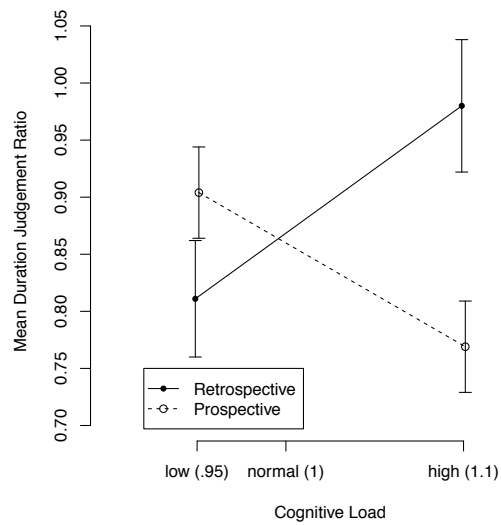 Mean Duration Judgement Ratio
1.05
1.00
0.95
0.90
0.85
0.80
0.75
0.70
Retrospective
Prospective
low (.95) normal (1) high (1.1)
Cognitive Load